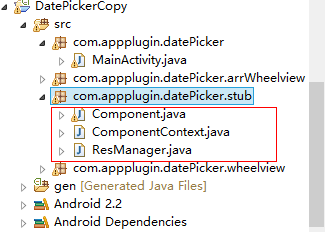 DatePickerCopy
src
com.appplugin.datePicker
MainActivity.java
com.appplugin.datePicker.arrWheelview
com.appplugin.datePicker.stub
Component.java
ComponentContext.java
ResManager.java
com.appplugin.datePicker.wheelview
gen [Generated Java Files]
Android 2.2
Android Dependencies